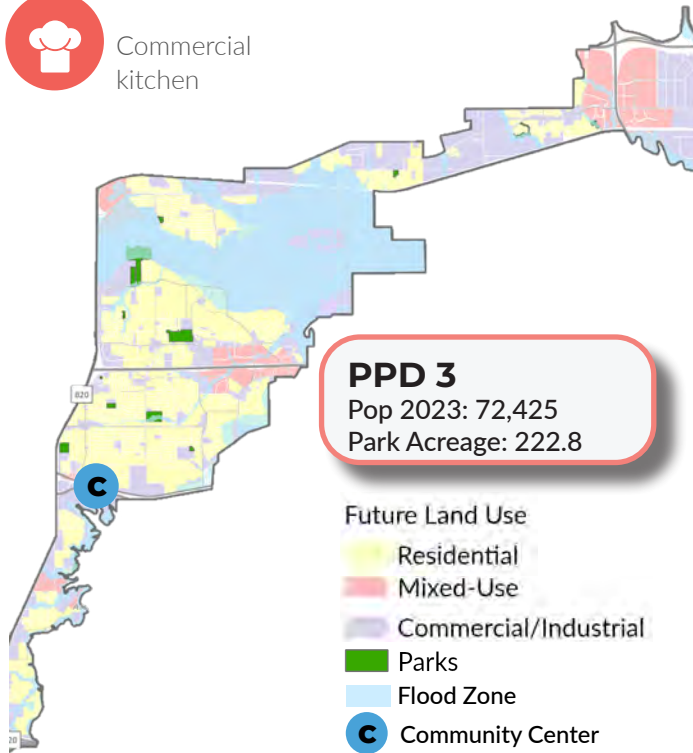 Commercial
kitchen
820
PPD 3
Pop 2023: 72,425
Park Acreage: 222.8
C
Future Land Use
Residential
Mixed-Use
Commercial/Industrial
Parks
Flood Zone
C Community Center
20